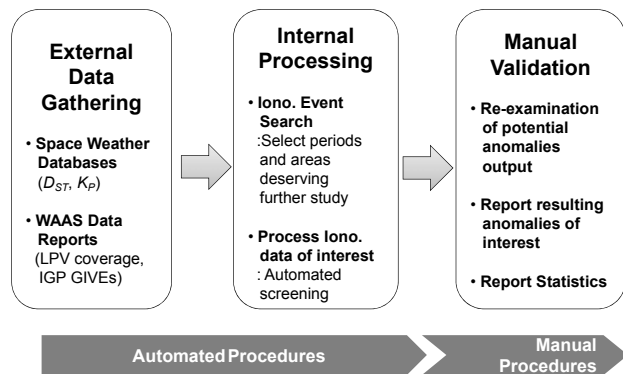 External
Data
Gathering
• Space Weather
Databases
(D_ST, K_P)
• WAAS Data
Reports
(LPV coverage,
IGP GIVEs)
Internal
Processing
• Iono. Event
Search
:Select periods
and areas
deserving
further study
• Process Iono.
data of interest
: Automated
screening
Manual
Validation
• Re-examination
of potential
anomalies
output
• Report resulting
anomalies of
interest
• Report Statistics
Automated Procedures
Manual
Procedures